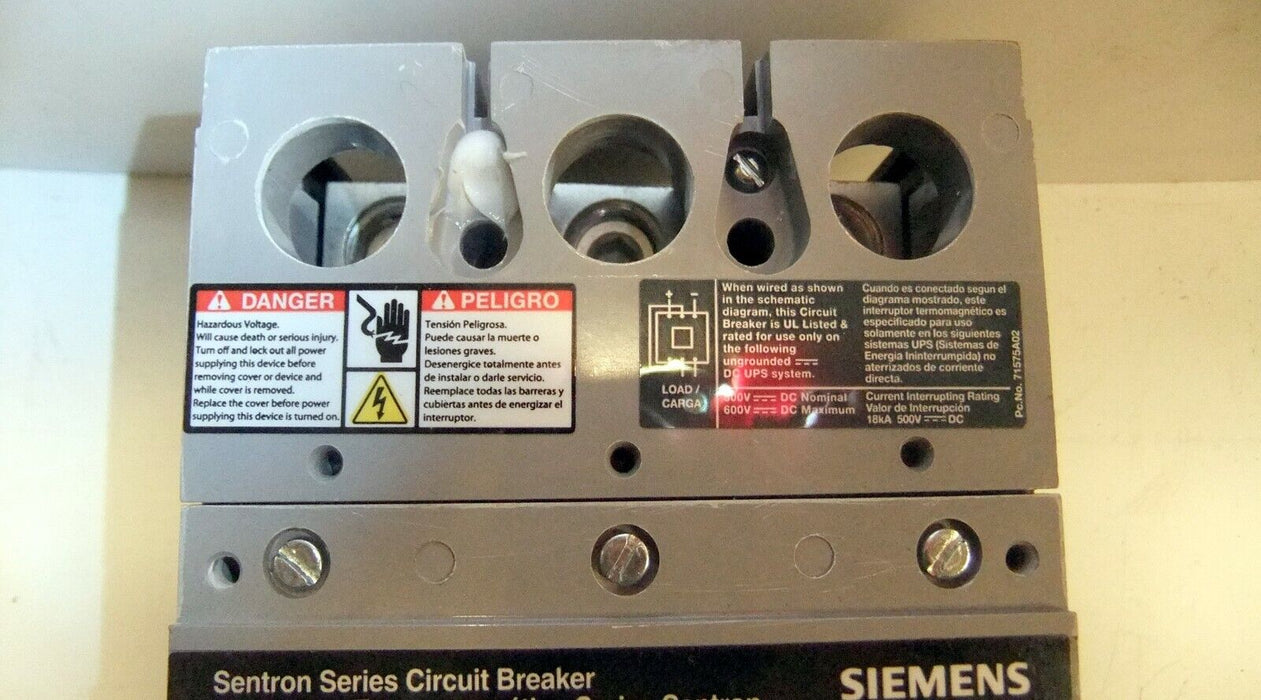 DANGER
Hazardous Voltage.
Will cause death or serious injury.
Turn off and lock out all power
supplying this device before
removing cover or device and
while cover is removed.
Replace the cover before power
supplying this device is turned on.
PELIGRO
Tensión Peligrosa.
Puede causar la muerte o
lesiones graves.
Desenergice totalmente antes
de instalar o darle servicio.
Reemplace todas las barreras y
cubiertas antes de energizar el
interruptor.
+ -
LOAD /
CARGA
When wired as shown
in the schematic
diagram, this Circuit
Breaker is UL Listed &
rated for use only on
the following
ungrounded
DC UPS system.
500V DC Nominal
600V DC Maximum
Cuando es conectado segun el
diagrama mostrado, este
interruptor termomagnético es
especificado para uso
solamente en los siguientes
sistemas UPS (Sistemas de
Energia Ininterrumpida) no
aterrizados de corriente
directa.
Current Interrupting Rating
Valor de Interrupción
18kA 500V DC
Pc.No. 71575A02
Sentron Series Circuit Breaker
SIEMENS